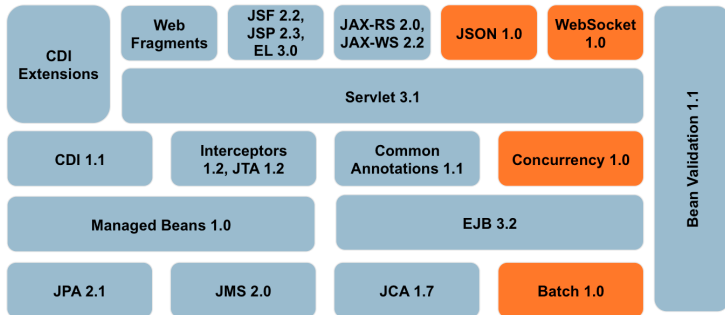 CDI
Extensions
Web
Fragments
JSF 2.2,
JSP 2.3,
EL 3.0
JAX-RS 2.0,
JAX-WS 2.2
JSON 1.0
WebSocket
1.0
Servlet 3.1
CDI 1.1
Interceptors
1.2, JTA 1.2
Common
Annotations 1.1
Concurrency 1.0
Managed Beans 1.0
EJB 3.2
JPA 2.1
JMS 2.0
JCA 1.7
Batch 1.0
Bean Validation 1.1